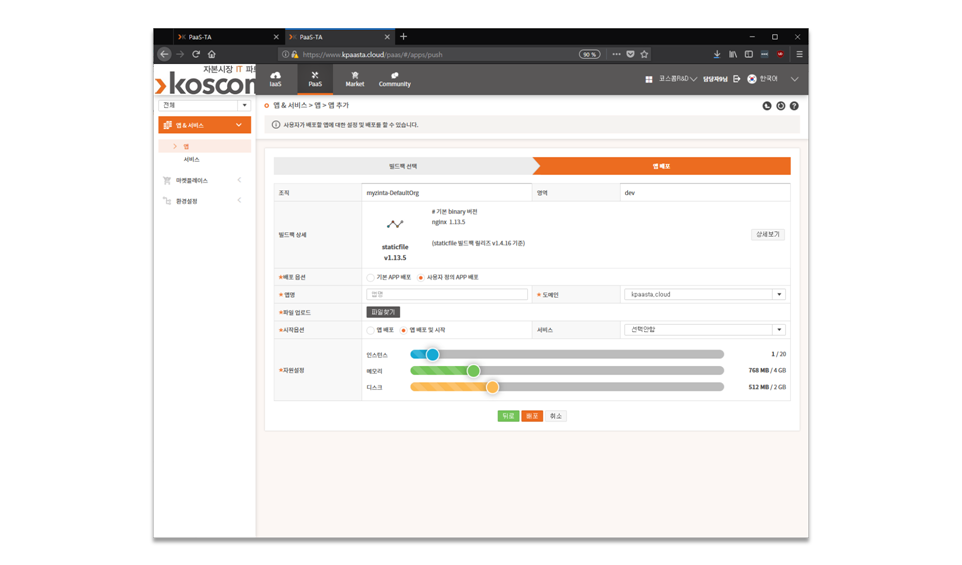 PaaS-TA
PaaS-TA
https://www.kpaasta.cloud/paas/#/apps/push
90 %
자본시장 IT 파트
koscom
IaaS
PaaS
Market
Community
코스콤R&D
담당자9님
한국어
전체
앱 & 서비스
앱
서비스
마켓플레이스
환경설정
앱 & 서비스 > 앱 > 앱 추가
사용자가 배포할 앱에 대한 설정 및 배포를 할 수 있습니다.
빌드팩 선택
앱 배포
조직
myzinta-DefaultOrg
영역
dev
빌드팩 상세
staticfile
v1.13.5
# 기본 binary 버전
nginx 1.13.5
(staticfile 빌드팩 릴리즈 v1.4.16 기준)
상세보기
*배포 옵션
기본 APP 배포
사용자 정의 APP 배포
*앱명
앱명
*도메인
kpaasta.cloud
*파일 업로드
파일찾기
*시작옵션
앱 배포
앱 배포 및 시작
서비스
선택안함
*자원설정
인스턴스
1 / 20
메모리
768 MB / 4 GB
디스크
512 MB / 2 GB
뒤로
배포
취소